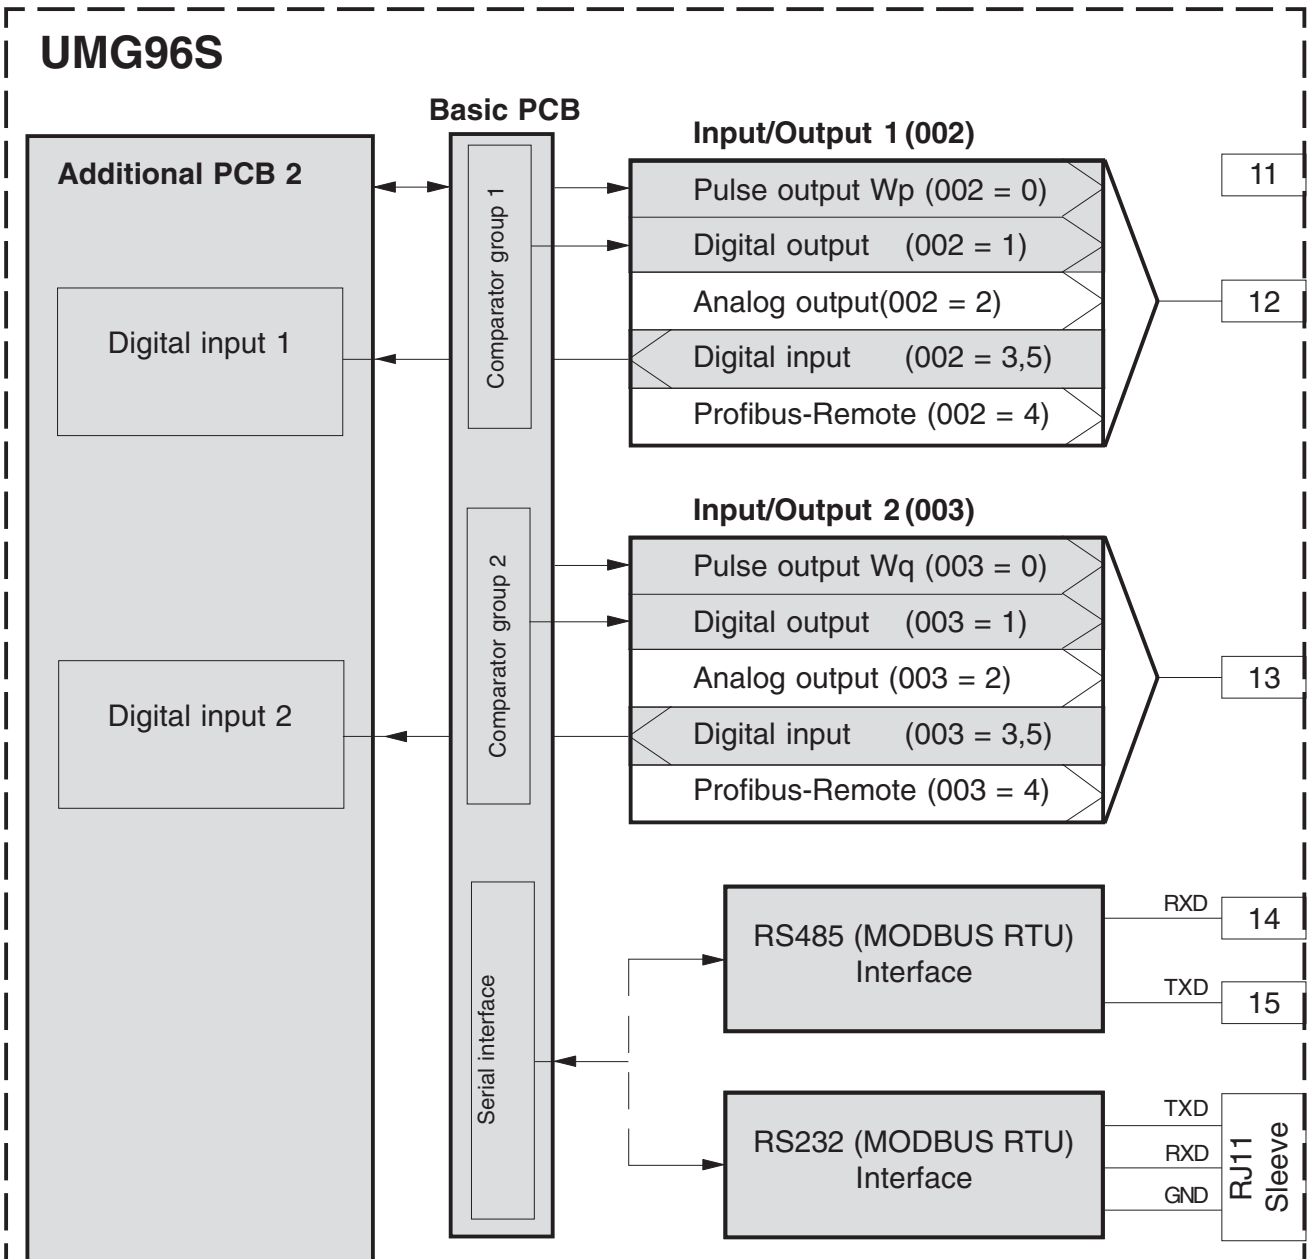 UMG96S
Basic PCB
Additional PCB 2
Digital input 1
Digital input 2
Comparator group 1
Comparator group 2
Serial interface
Input/Output 1 (002)
Pulse output Wp (002 = 0)
Digital output (002 = 1)
Analog output(002 = 2)
Digital input (002 = 3,5)
Profibus-Remote (002 = 4)
11
12
Input/Output 2 (003)
Pulse output Wq (003 = 0)
Digital output (003 = 1)
Analog output (003 = 2)
Digital input (003 = 3,5)
Profibus-Remote (003 = 4)
13
RS485 (MODBUS RTU)
Interface
RXD
14
TXD
15
RS232 (MODBUS RTU)
Interface
TXD
RXD
GND
RJ11
Sleeve